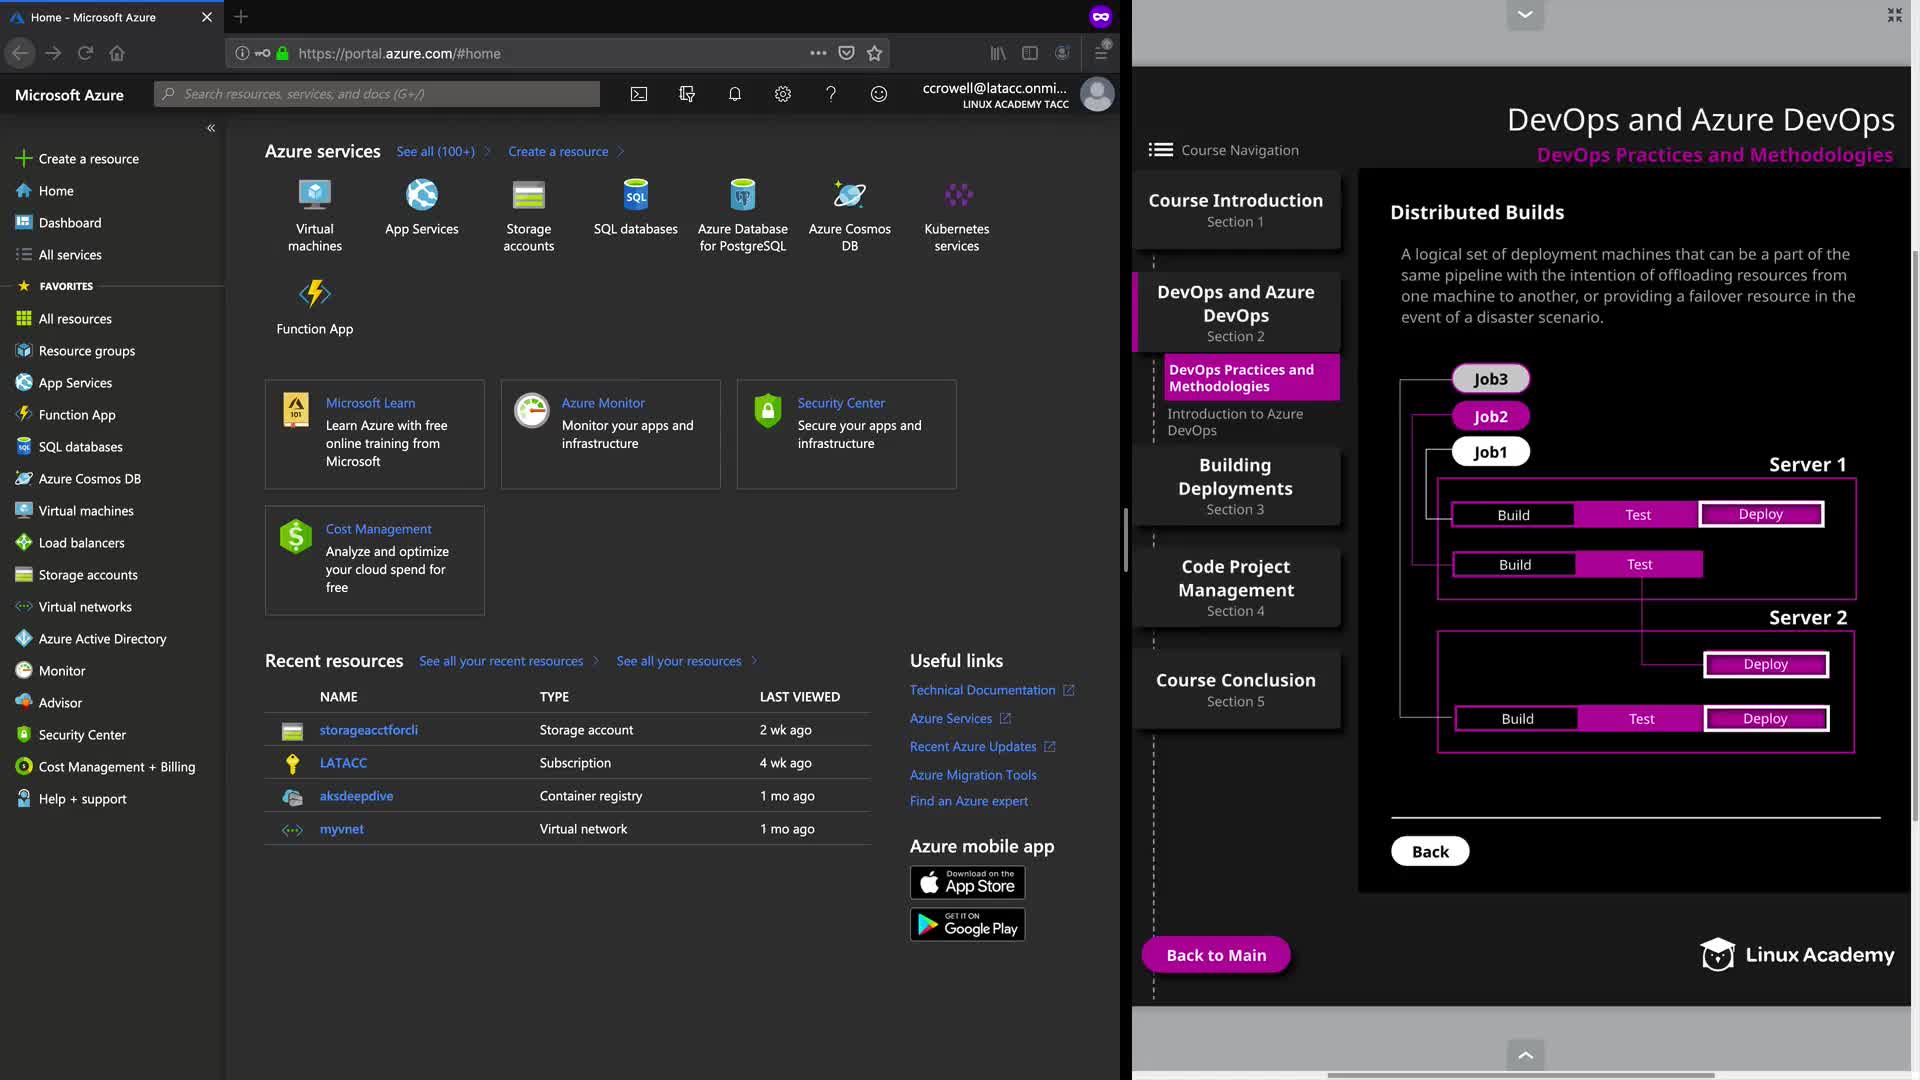 Home - Microsoft Azure
https://portal.azure.com/#home
Microsoft Azure
Search resources, services, and docs (G+/)
ccrowell@latacc.onmi...
LINUX ACADEMY TACC
Create a resource
Home
Dashboard
All services
FAVORITES
All resources
Resource groups
App Services
Function App
SQL databases
Azure Cosmos DB
Virtual machines
Load balancers
Storage accounts
Virtual networks
Azure Active Directory
Monitor
Advisor
Security Center
Cost Management + Billing
Help + support
Azure services
See all (100+)
Create a resource
Virtual
machines
App Services
Storage
accounts
SQL
SQL databases
Azure Database
for PostgreSQL
Azure Cosmos
DB
Kubernetes
services
Function App
101
Microsoft Learn
Learn Azure with free
online training from
Microsoft
Azure Monitor
Monitor your apps and
infrastructure
Security Center
Secure your apps and
infrastructure
Cost Management
Analyze and optimize
your cloud spend for
free
Recent resources
See all your recent resources
See all your resources
NAME TYPE LAST VIEWED
storageacctforcli Storage account 2 wk ago
LATACC Subscription 4 wk ago
aksdeepdive Container registry 1 mo ago
myvnet Virtual network 1 mo ago
Useful links
Technical Documentation
Azure Services
Recent Azure Updates
Azure Migration Tools
Find an Azure expert
Azure mobile app
Download on the
App Store
GET IT ON
Google Play
DevOps and Azure DevOps
DevOps Practices and Methodologies
Course Navigation
Course Introduction
Section 1
DevOps and Azure
DevOps
Section 2
DevOps Practices and
Methodologies
Introduction to Azure
DevOps
Building
Deployments
Section 3
Code Project
Management
Section 4
Course Conclusion
Section 5
Back to Main
Distributed Builds
A logical set of deployment machines that can be a part of the
same pipeline with the intention of offloading resources from
one machine to another, or providing a failover resource in the
event of a disaster scenario.
Job3
Job2
Job1
Server 1
Build Test Deploy
Build Test
Server 2
Deploy
Build Test Deploy
Back
Linux Academy